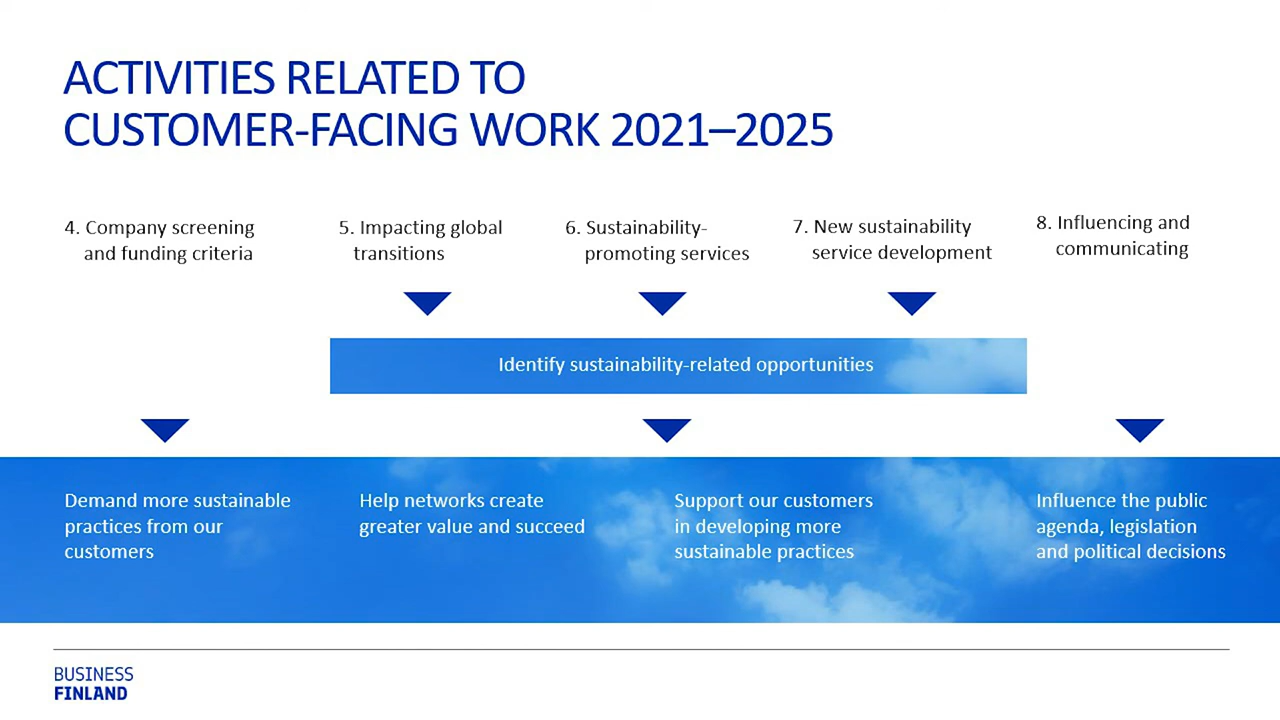 ACTIVITIES RELATED TO
CUSTOMER-FACING WORK 2021–2025
4. Company screening
and funding criteria
5. Impacting global
transitions
6. Sustainability-
promoting services
7. New sustainability
service development
8. Influencing and
communicating
Identify sustainability-related opportunities
Demand more sustainable
practices from our
customers
Help networks create
greater value and succeed
Support our customers
in developing more
sustainable practices
Influence the public
agenda, legislation
and political decisions
BUSINESS
FINLAND